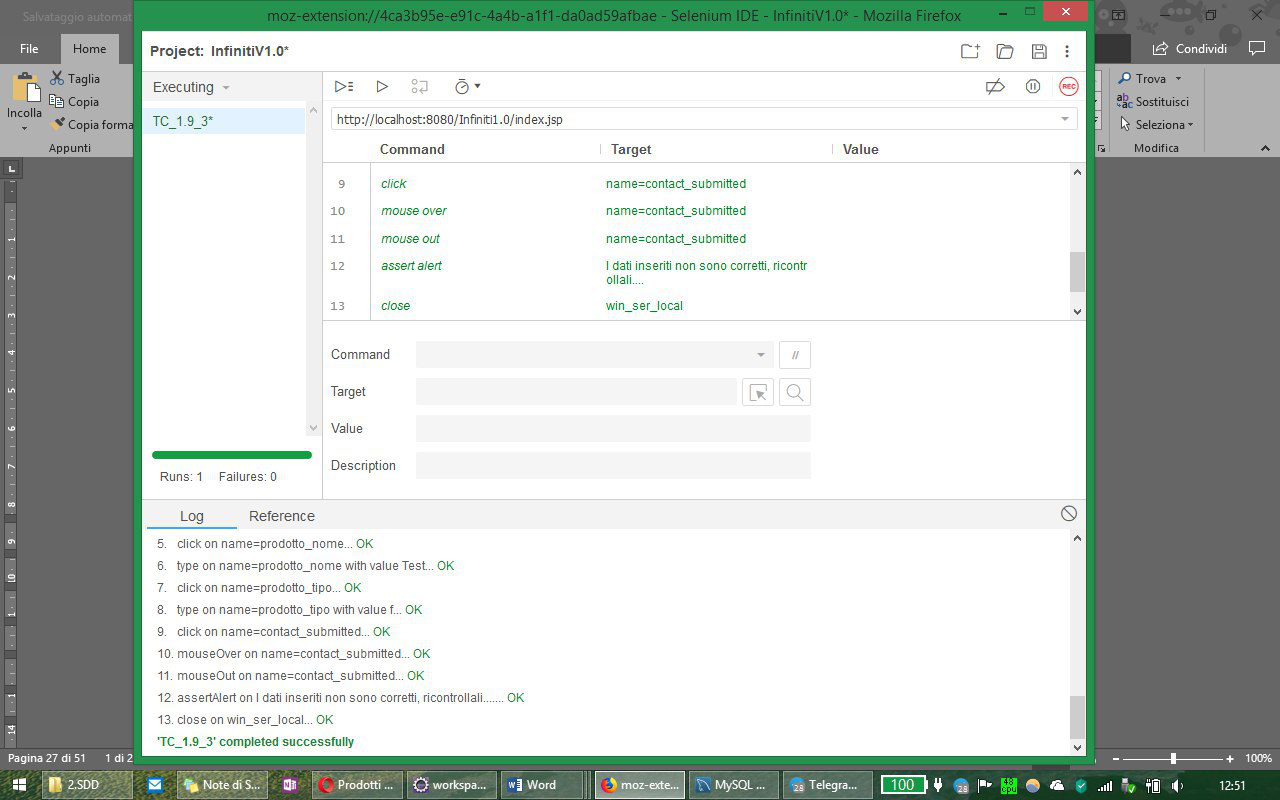 moz-extension://4ca3b95e-e91c-4a4b-a1f1-da0ad59afbae - Selenium IDE - InfinitiV1.0* - Mozilla Firefox
Salvataggio automat
File
Home
Condividi
Taglia
Copia
Copia forma
Incolla
Appunti
Trova
Sostituisci
Seleziona
Modifica
Project: InfinitiV1.0*
Executing
REC
TC_1.9_3*
http://localhost:8080/Infiniti1.0/index.jsp
Command Target Value
9 click name=contact_submitted
10 mouse over name=contact_submitted
11 mouse out name=contact_submitted
12 assert alert I dati inseriti non sono corretti, ricontr
ollali....
13 close win_ser_local
Command
//
Target
Value
Description
Runs: 1 Failures: 0
Log Reference
5. click on name=prodotto_nome... OK
6. type on name=prodotto_nome with value Test... OK
7. click on name=prodotto_tipo... OK
8. type on name=prodotto_tipo with value f... OK
9. click on name=contact_submitted... OK
10. mouseOver on name=contact_submitted... OK
11. mouseOut on name=contact_submitted... OK
12. assertAlert on I dati inseriti non sono corretti, ricontrollali....... OK
13. close on win_ser_local... OK
'TC_1.9_3' completed successfully
Pagina 27 di 51 1 di 2
100%
2.SDD
Note di S...
Prodotti ...
workspa...
Word
moz-exte...
MySQL ...
Telegra...
100
28
12:51